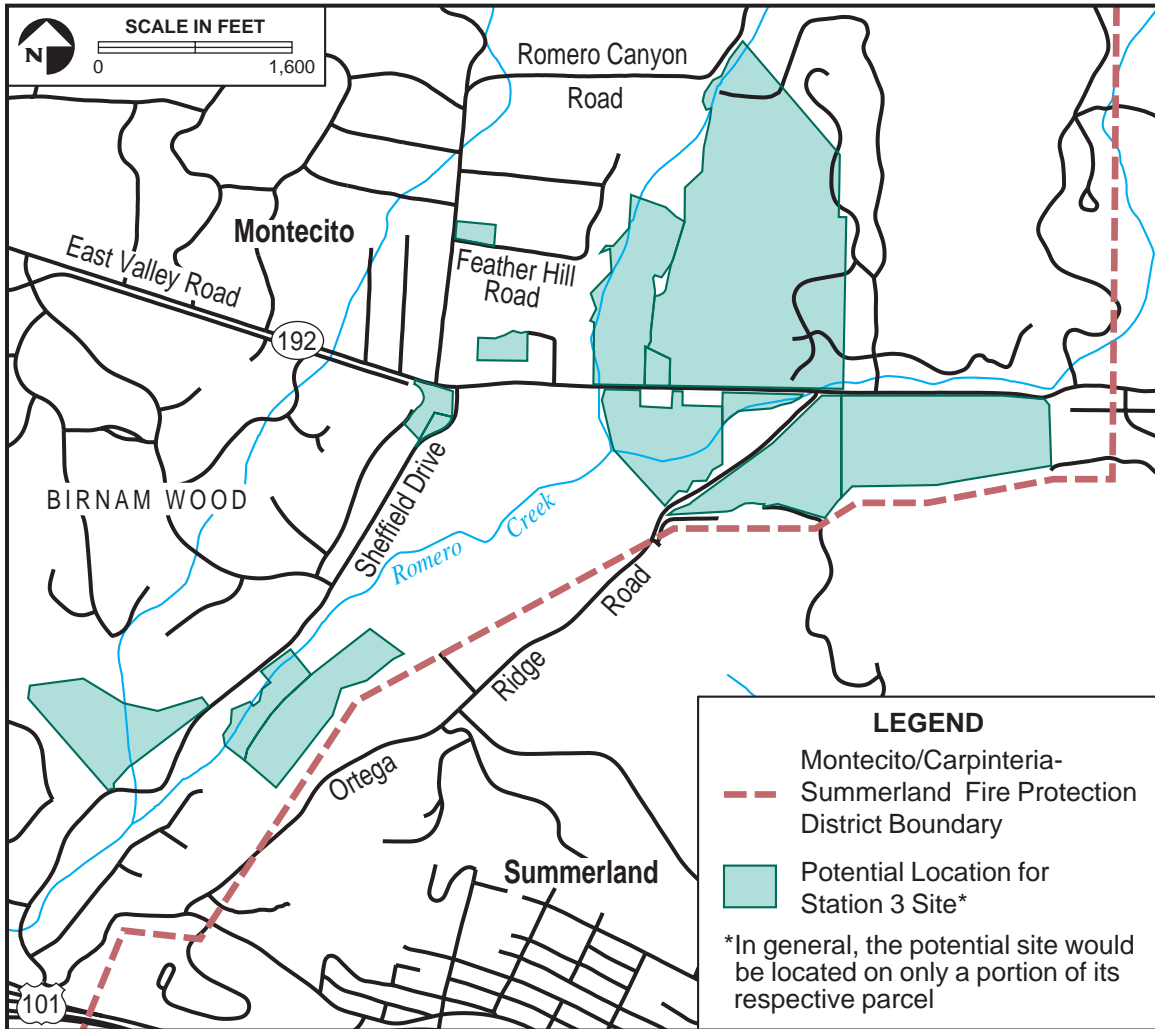 SCALE IN FEET
N
0 1,600
Romero Canyon
Road
Montecito
East Valley Road
Feather Hill
Road
192
BIRNAM WOOD
Sheffield Drive
Romero Creek
Ortega Ridge Road
Summerland
101
LEGEND
Montecito/Carpinteria-
Summerland Fire Protection
District Boundary
Potential Location for
Station 3 Site*
*In general, the potential site would
be located on only a portion of its
respective parcel